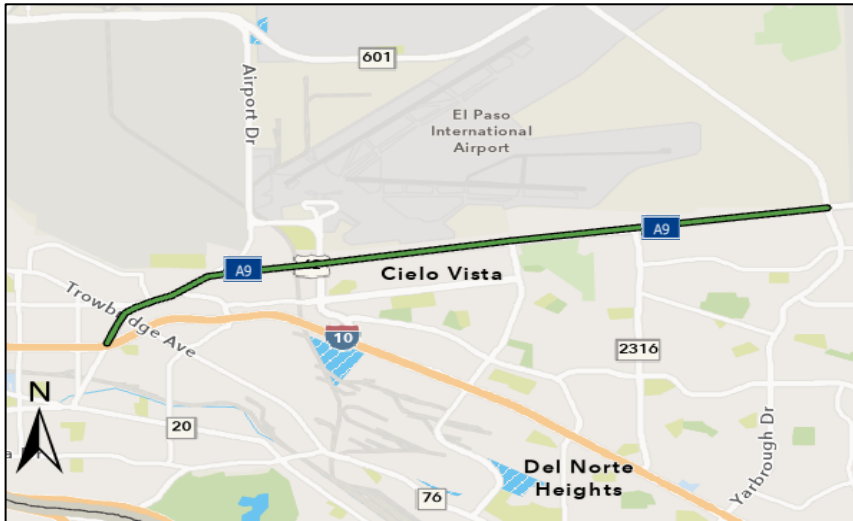 601
Airport Dr
El Paso
International
Airport
A9
A9
Cielo Vista
Trowbridge Ave
10
2316
N
20
Yarbrough Dr
Del Norte
Heights
76